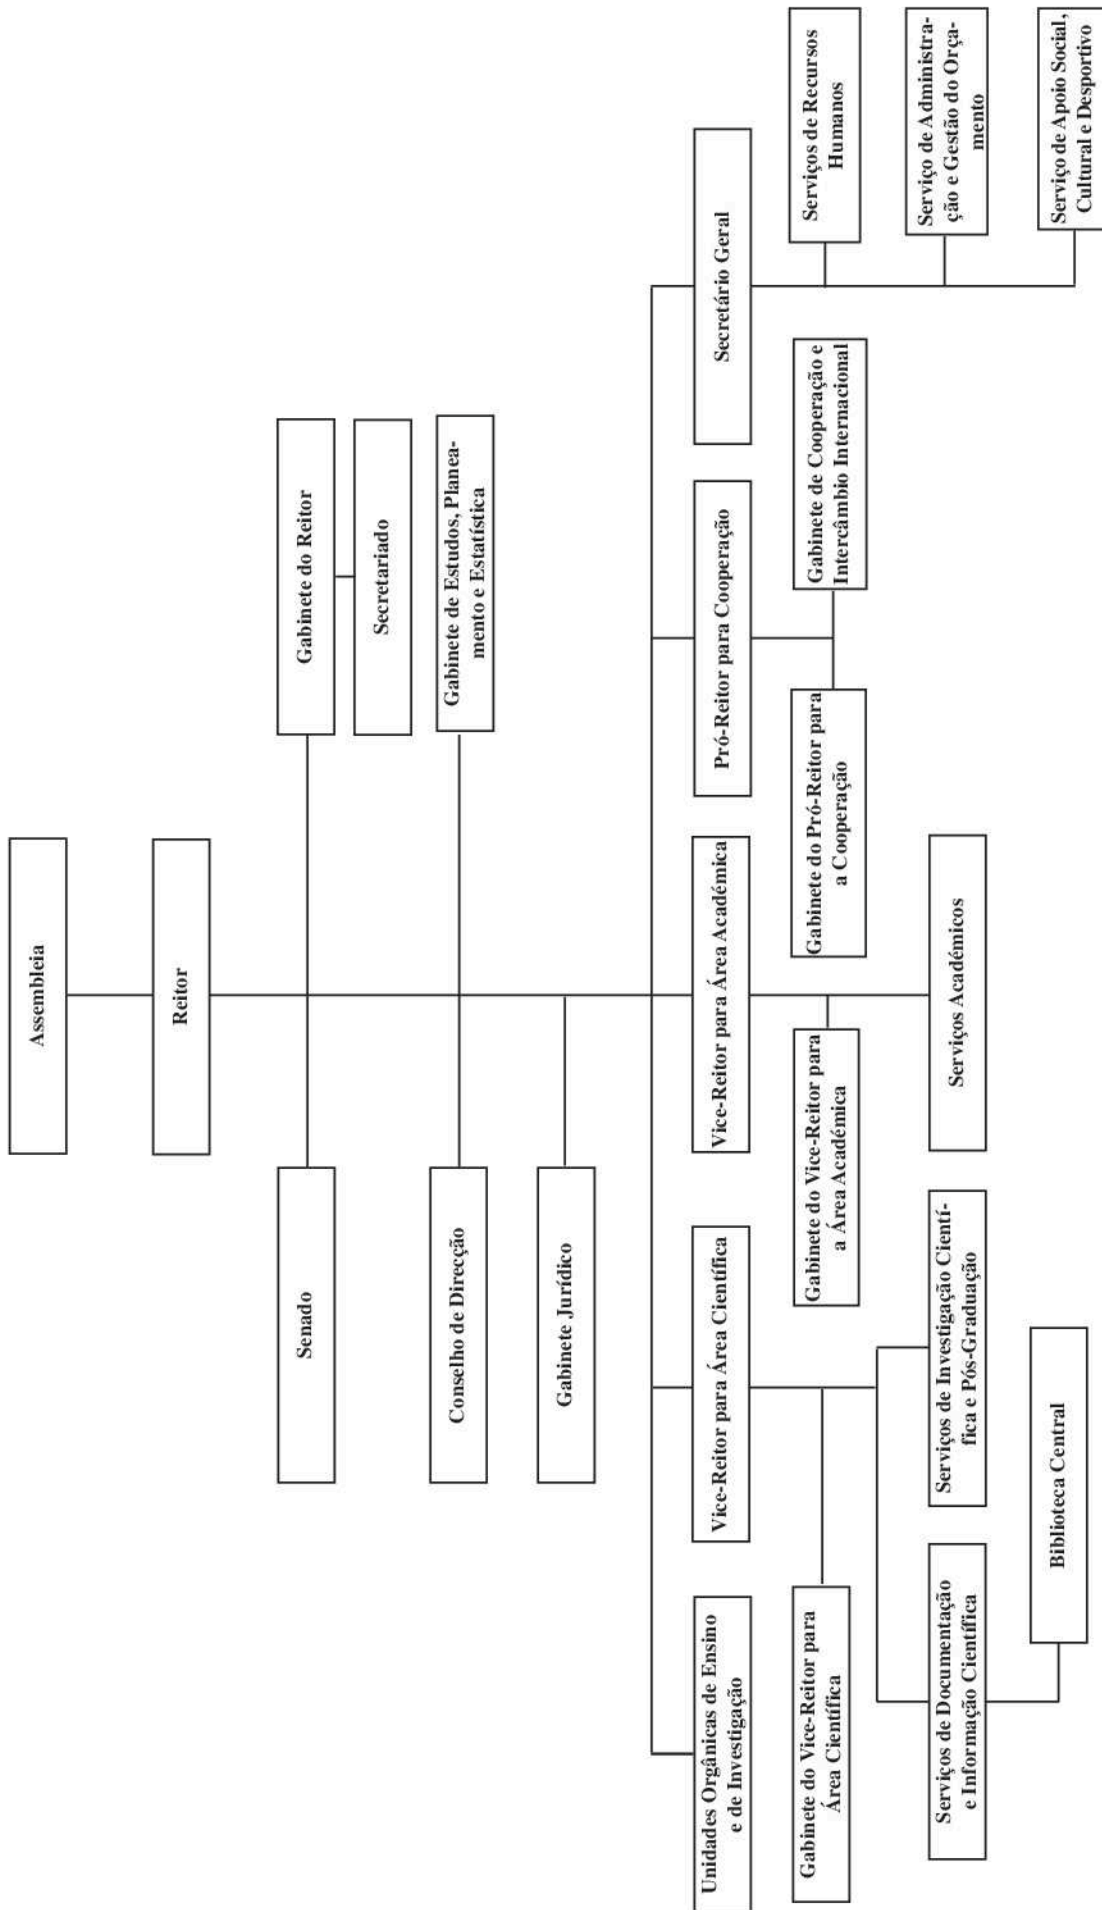 Assembleia
Reitor
Gabinete do Reitor
Secretariado
Senado
Gabinete de Estudos, Planea-
mento e Estatística
Conselho de Direcção
Gabinete Jurídico
Unidades Orgânicas de Ensino
e de Investigação
Vice-Reitor para Área Científica
Vice-Reitor para Área Académica
Pró-Reitor para Cooperação
Secretário Geral
Gabinete do Vice-Reitor para
Área Científica
Gabinete do Vice-Reitor para
a Área Académica
Gabinete do Pró-Reitor para
a Cooperação
Gabinete de Cooperação e
Intercâmbio Internacional
Serviços de Recursos
Humanos
Serviços de Documentação
e Informação Científica
Serviços de Investigação Cientí-
fica e Pós-Graduação
Serviços Académicos
Serviço de Administra-
ção e Gestão do Orça-
mento
Biblioteca Central
Serviço de Apoio Social,
Cultural e Desportivo